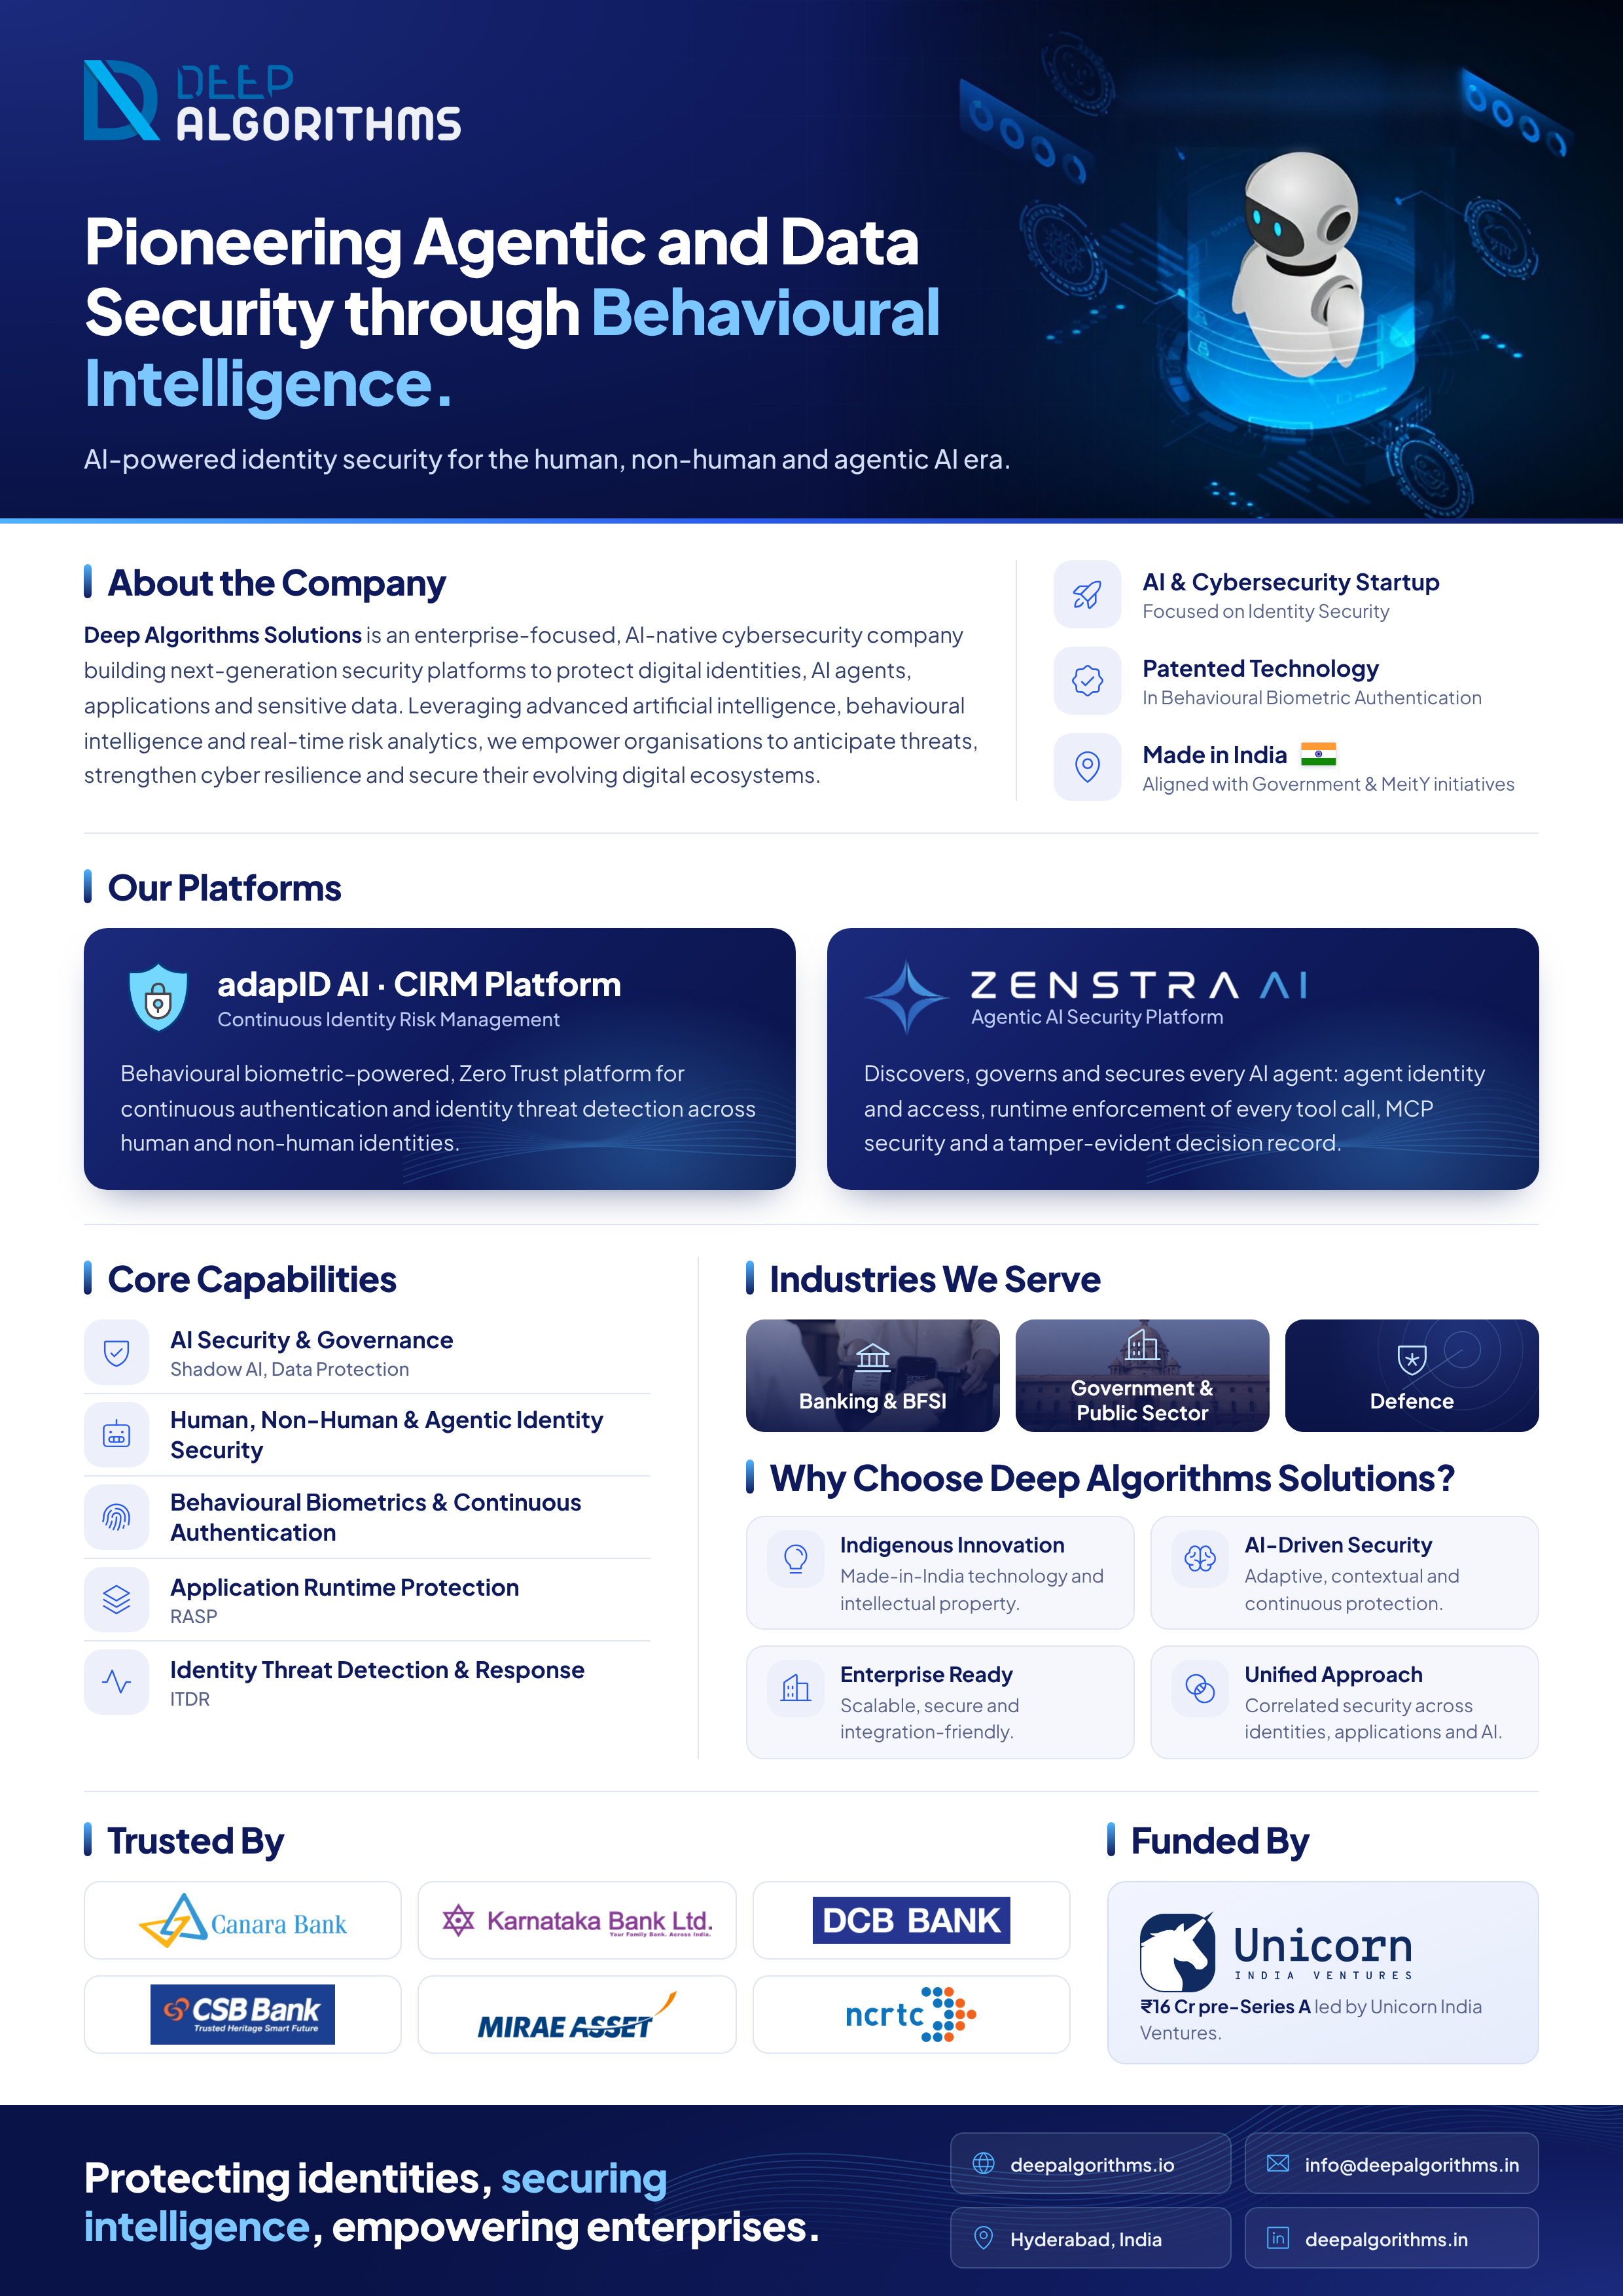 DEEP
ALGORITHMS
Pioneering Agentic and Data
Security through Behavioural
Intelligence.
AI-powered identity security for the human, non-human and agentic AI era.
About the Company
Deep Algorithms Solutions is an enterprise-focused, AI-native cybersecurity company
building next-generation security platforms to protect digital identities, AI agents,
applications and sensitive data. Leveraging advanced artificial intelligence, behavioural
intelligence and real-time risk analytics, we empower organisations to anticipate threats,
strengthen cyber resilience and secure their evolving digital ecosystems.
AI & Cybersecurity Startup
Focused on Identity Security
Patented Technology
In Behavioural Biometric Authentication
Made in India
Aligned with Government & MeitY initiatives
Our Platforms
adapID AI · CIRM Platform
Continuous Identity Risk Management
Behavioural biometric-powered, Zero Trust platform for
continuous authentication and identity threat detection across
human and non-human identities.
ZENSTRA AI
Agentic AI Security Platform
Discovers, governs and secures every AI agent: agent identity
and access, runtime enforcement of every tool call, MCP
security and a tamper-evident decision record.
Core Capabilities
AI Security & Governance
Shadow AI, Data Protection
Human, Non-Human & Agentic Identity
Security
Behavioural Biometrics & Continuous
Authentication
Application Runtime Protection
RASP
Identity Threat Detection & Response
ITDR
Industries We Serve
Banking & BFSI
Government &
Public Sector
Defence
Why Choose Deep Algorithms Solutions?
Indigenous Innovation
Made-in-India technology and
intellectual property.
AI-Driven Security
Adaptive, contextual and
continuous protection.
Enterprise Ready
Scalable, secure and
integration-friendly.
Unified Approach
Correlated security across
identities, applications and AI.
Trusted By
Canara Bank
Karnataka Bank Ltd.
Your Family Bank. Across India.
DCB BANK
CSB Bank
Trusted Heritage Smart Future
MIRAE ASSET
ncrtc
Funded By
Unicorn
INDIA VENTURES
₹16 Cr pre-Series A led by Unicorn India
Ventures.
Protecting identities, securing
intelligence, empowering enterprises.
deepalgorithms.io
info@deepalgorithms.in
Hyderabad, India
deepalgorithms.in